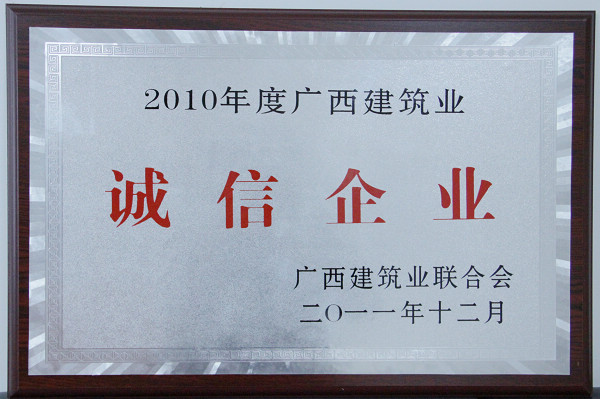 2010年度广西建筑业
诚信企业
广西建筑业联合会
二〇一一年十二月